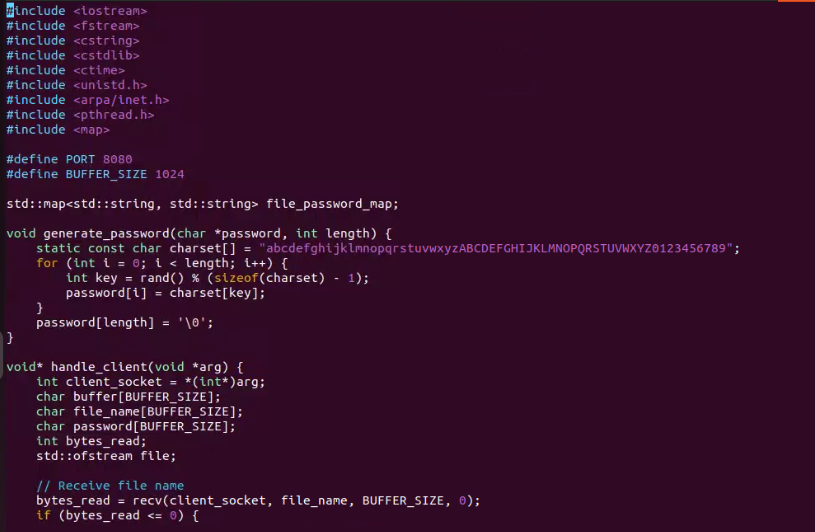 #include <iostream>
#include <fstream>
#include <cstring>
#include <cstdlib>
#include <ctime>
#include <unistd.h>
#include <arpa/inet.h>
#include <pthread.h>
#include <map>

#define PORT 8080
#define BUFFER_SIZE 1024

std::map<std::string, std::string> file_password_map;

void generate_password(char *password, int length) {
    static const char charset[] = "abcdefghijklmnopqrstuvwxyzABCDEFGHIJKLMNOPQRSTUVWXYZ0123456789";
    for (int i = 0; i < length; i++) {
        int key = rand() % (sizeof(charset) - 1);
        password[i] = charset[key];
    }
    password[length] = '\0';
}

void* handle_client(void *arg) {
    int client_socket = *(int*)arg;
    char buffer[BUFFER_SIZE];
    char file_name[BUFFER_SIZE];
    char password[BUFFER_SIZE];
    int bytes_read;
    std::ofstream file;

    // Receive file name
    bytes_read = recv(client_socket, file_name, BUFFER_SIZE, 0);
    if (bytes_read <= 0) {